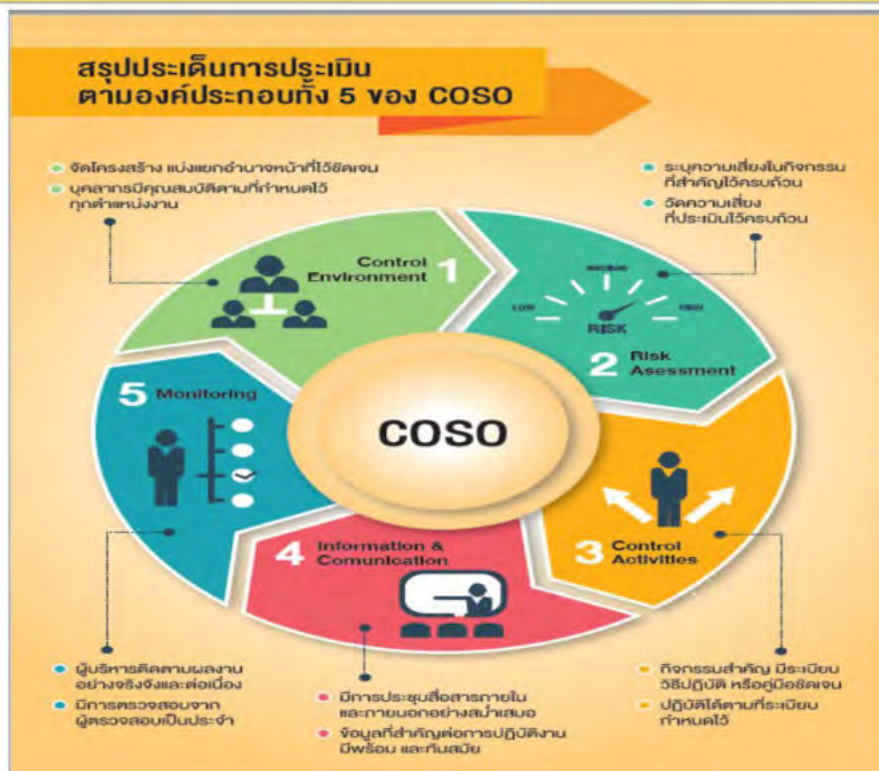 สรุปประเด็นการประเมิน
ตามองค์ประกอบทั้ง 5 ของ COSO
จัดโครงสร้าง แบ่งแยกอำนาจหน้าที่ไว้ชัดเจน
บุคลากรมีคุณสมบัติตามที่กำหนดไว้
ทุกตำแหน่งงาน
ระบุความเสี่ยงในกิจกรรม
ที่สำคัญไว้ครบถ้วน
วัดความเสี่ยง
ที่ประเมินไว้ครบถ้วน
Control
Environment
1
LOW
MEDIUM
HIGH
RISK
2
Risk
Asessment
5 Monitoring
COSO
4
Information &
Comunication
3
Control
Activities
ผู้บริหารติดตามผลงาน
อย่างจริงจังและต่อเนื่อง
มีการตรวจสอบจาก
ผู้ตรวจสอบเป็นประจำ
มีการประชุมสื่อสารภายใน
และภายนอกอย่างสม่ำเสมอ
ข้อมูลที่สำคัญต่อการปฏิบัติงาน
มีพร้อม และทันสมัย
กิจกรรมสำคัญ มีระเบียบ
วิธีปฏิบัติ หรือคู่มือชัดเจน
ปฏิบัติได้ตามที่ระเบียบ
กำหนดไว้